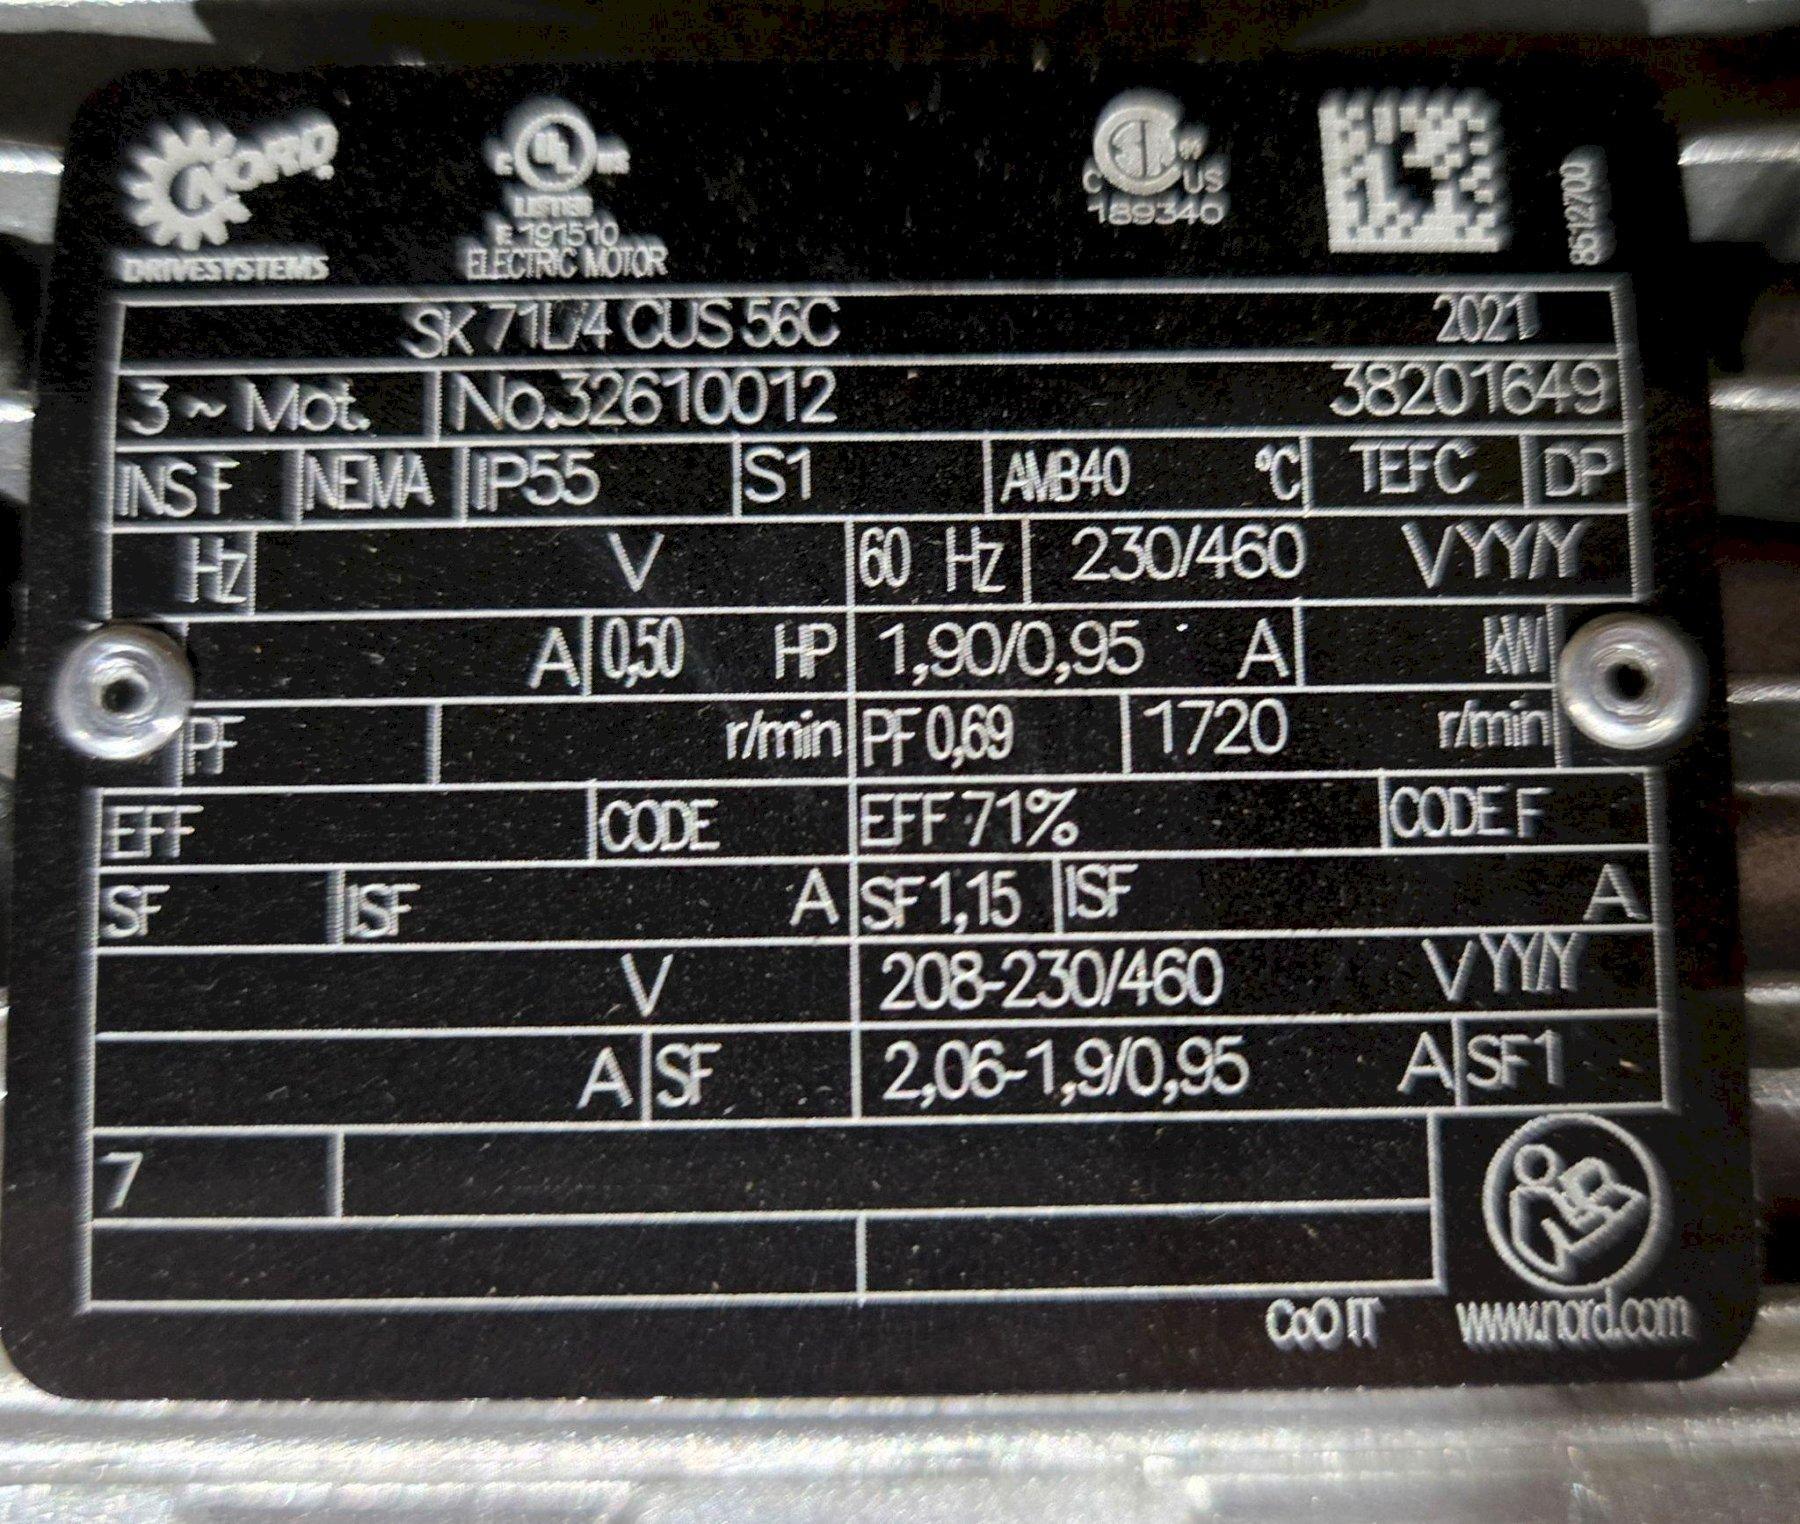 NORD
DRIVESYSTEMS
C UL US
LISTED
E 191510
ELECTRIC MOTOR
C US
189340
85127700
SK 71L/4 CUS 56C 2021
3 ~ Mot. No.32610012 38201649
INS F NEMA IP55 S1 AMB40 °C TEFC DP
Hz V 60 Hz 230/460 V YY/Y
A 0,50 HP 1,90/0,95 A kW
PF r/min PF 0,69 1720 r/min
EFF CODE EFF 71% CODE F
SF ISF A SF 1,15 ISF A
V 208-230/460 V YY/Y
A SF 2,06-1,9/0,95 A SF1
7
CoO IT www.nord.com